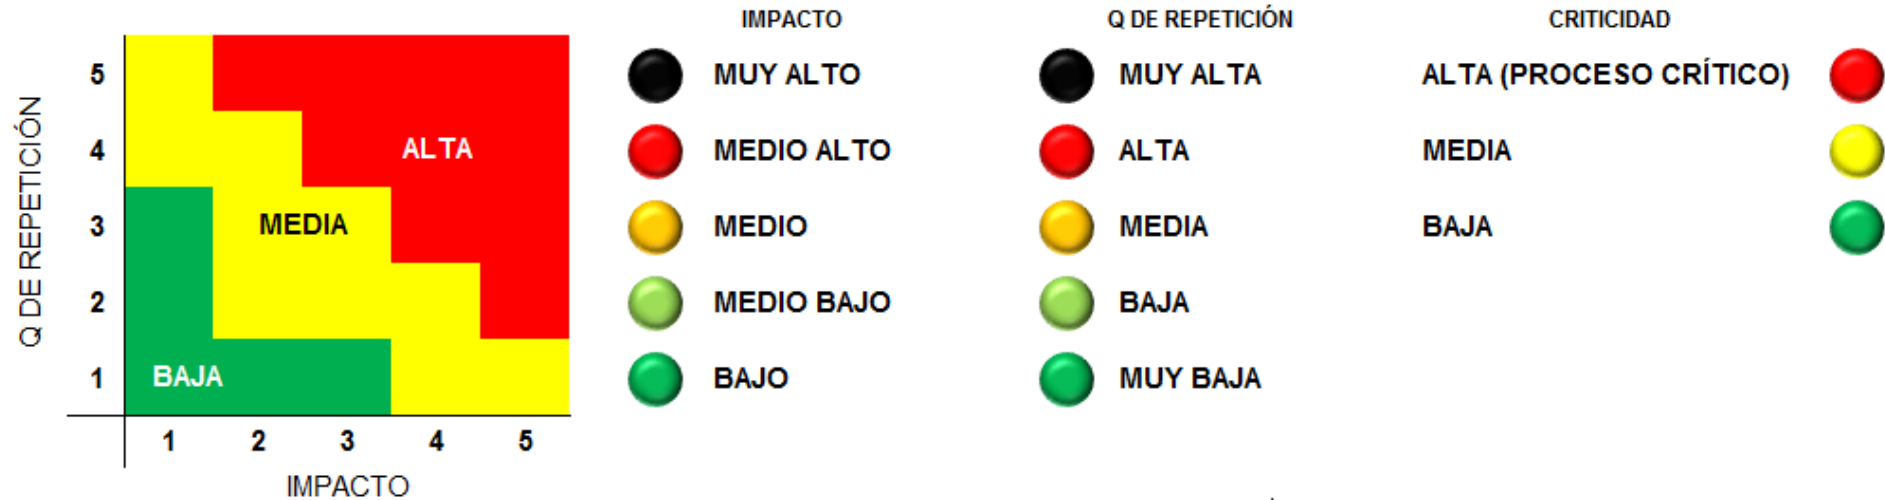 IMPACTO
Q DE REPETICIÓN
CRITICIDAD
5
4
3
2
1
Q DE REPETICIÓN
ALTA
MEDIA
BAJA
1 2 3 4 5
IMPACTO
MUY ALTO
MEDIO ALTO
MEDIO
MEDIO BAJO
BAJO
MUY ALTA
ALTA
MEDIA
BAJA
MUY BAJA
ALTA (PROCESO CRÍTICO)
MEDIA
BAJA